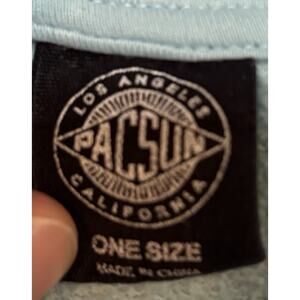 LOS ANGELES
PACSUN
CALIFORNIA
ONE SIZE
MADE IN CHINA